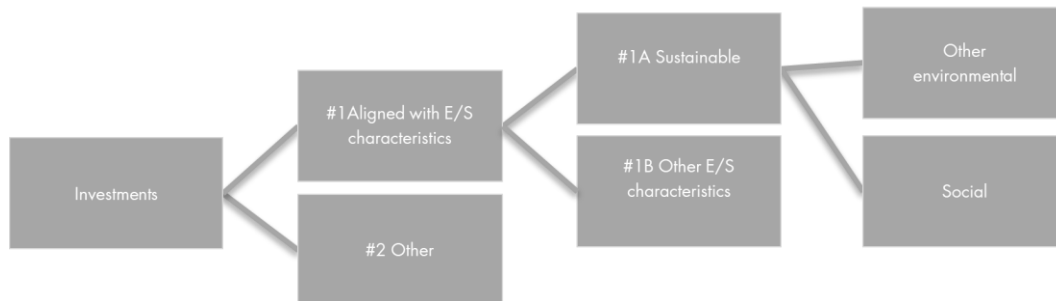 Investments
#1Aligned with E/S
characteristics
#2 Other
#1A Sustainable
#1B Other E/S
characteristics
Other
environmental
Social